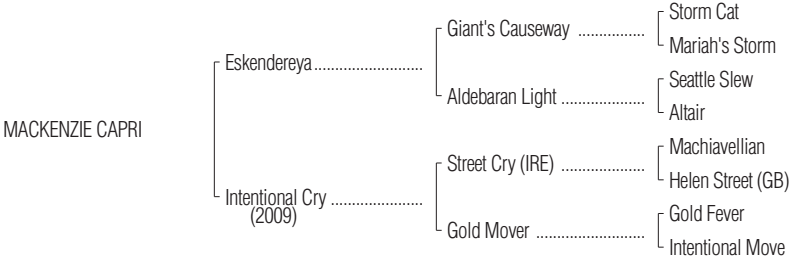 Storm Cat
Giant's Causeway ................
Mariah's Storm
Eskendereya..........................
Seattle Slew
Aldebaran Light ....................
Altair
MACKENZIE CAPRI
Machiavellian
Street Cry (IRE) ....................
Helen Street (GB)
Intentional Cry ......................
(2009)
Gold Fever
Gold Mover ..........................
Intentional Move